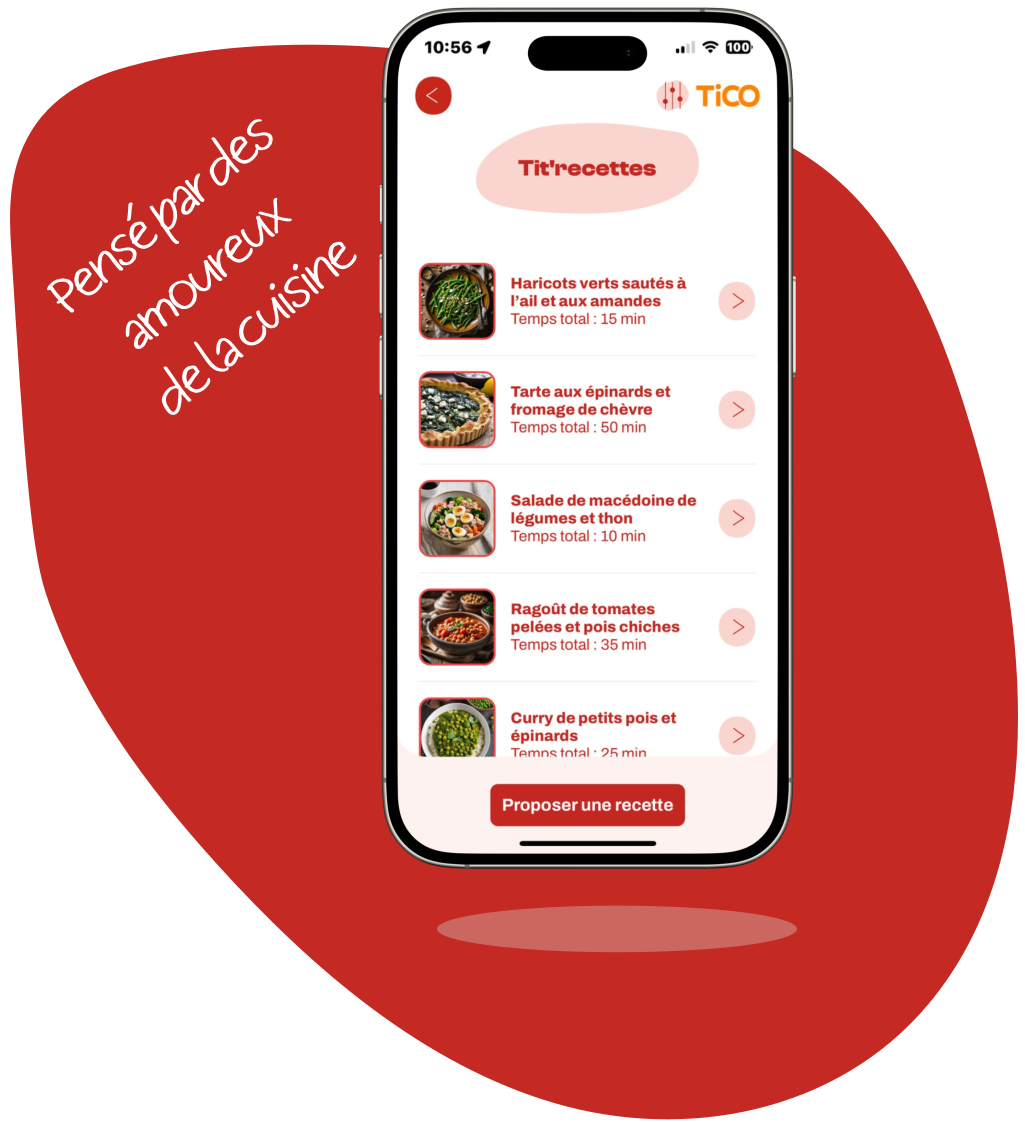 Pensé par des
amoureux
de la cuisine
10:56
100
TiCO
Tit'recettes
Haricots verts sautés à
l’ail et aux amandes
Temps total : 15 min
Tarte aux épinards et
fromage de chèvre
Temps total : 50 min
Salade de macédoine de
légumes et thon
Temps total : 10 min
Ragoût de tomates
pelées et pois chiches
Temps total : 35 min
Curry de petits pois et
épinards
Temps total : 25 min
Proposer une recette